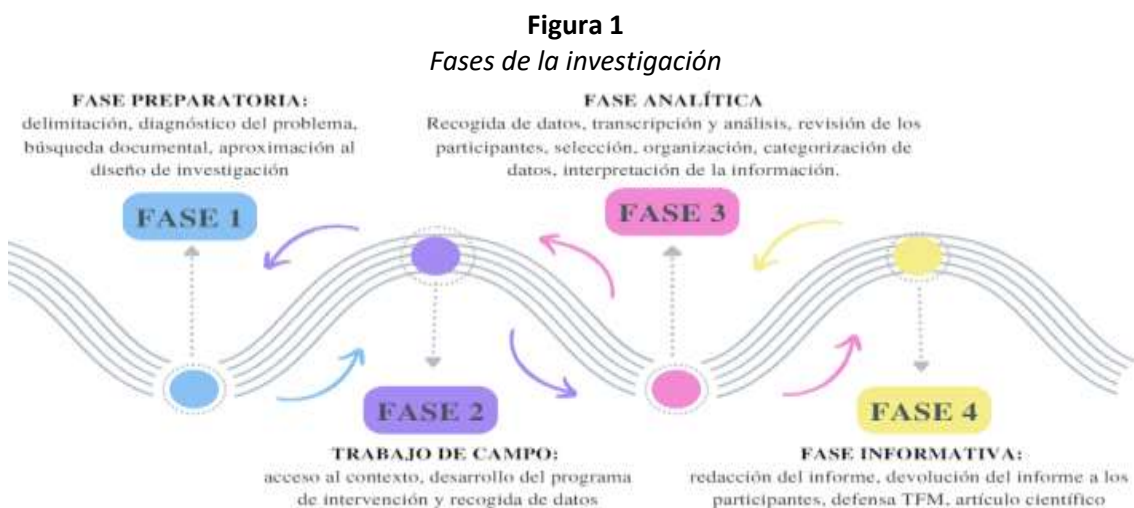 Figura 1
Fases de la investigación
FASE PREPARATORIA:
delimitación, diagnóstico del problema,
búsqueda documental, aproximación al
diseño de investigación
FASE 1
FASE ANALÍTICA
Recogida de datos, transcripción y análisis, revisión de los
participantes, selección, organización, categorización de
datos, interpretación de la información.
FASE 3
FASE 2
TRABAJO DE CAMPO:
acceso al contexto, desarrollo del programa
de intervención y recogida de datos
FASE 4
FASE INFORMATIVA:
redacción del informe, devolución del informe a los
participantes, defensa TFM, artículo científico